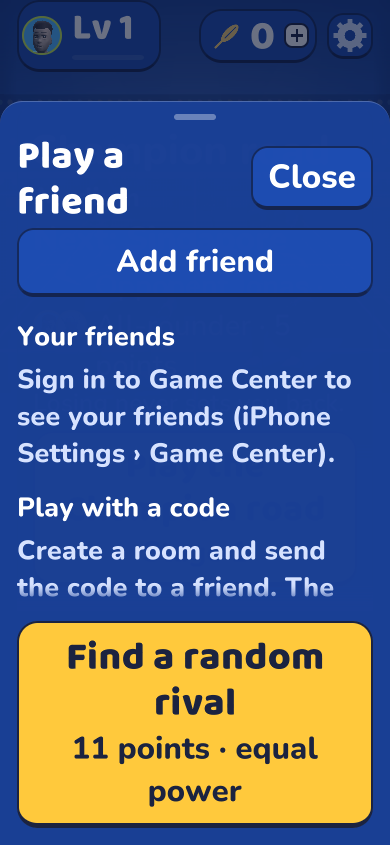 Lv 1
0
Play a
friend
Close
Add friend
Your friends
Sign in to Game Center to
see your friends (iPhone
Settings › Game Center).
Play with a code
Create a room and send
the code to a friend. The
Find a random
rival
11 points · equal
power